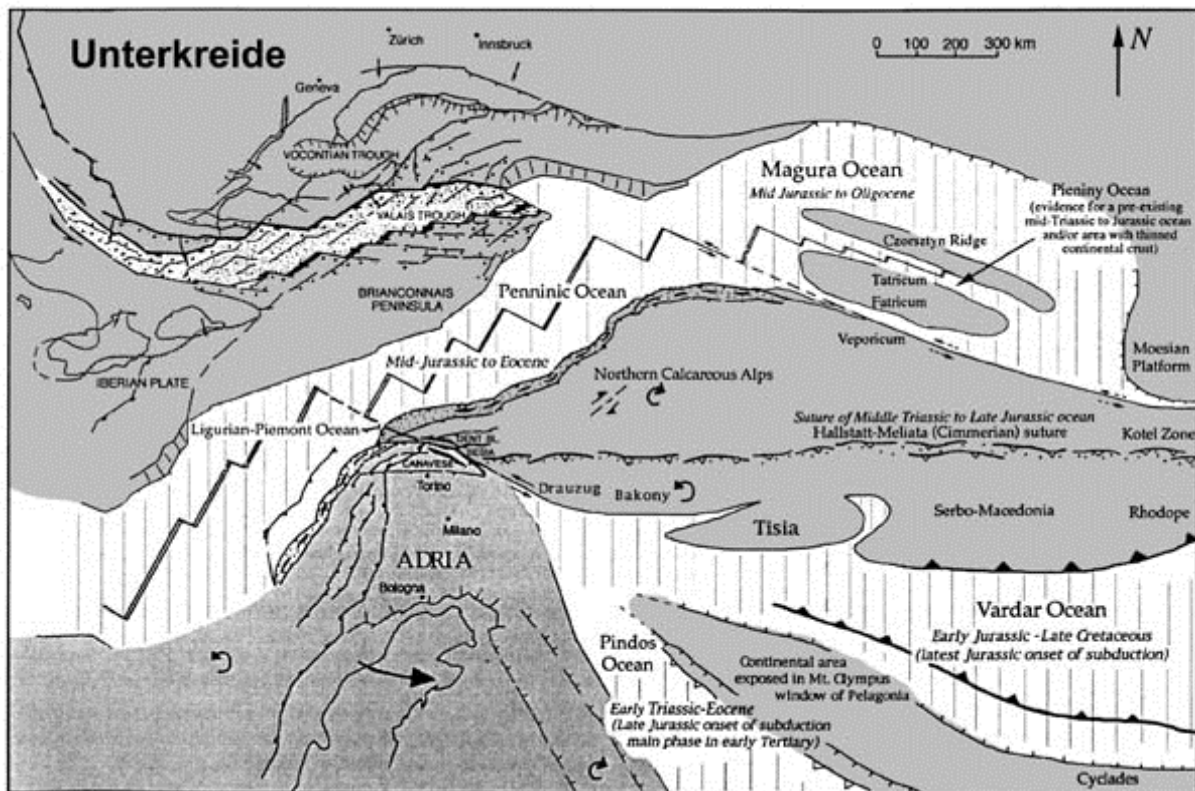 Unterkreide
Zürich
Innsbruck
0 100 200 300 km
N
Geneva
VOCONTIAN TROUGH
Magura Ocean
Mid Jurassic to Oligocene
Pieniny Ocean
(evidence for a pre-existing
mid-Triassic to Jurassic ocean
and/or area with thinned
continental crust)
VALAIS TROUGH
Czorsztyn Ridge
Tatricum
Fatricum
BRIANCONNAIS
PENINSULA
Penninic Ocean
Veporicum
Moesian
Platform
Mid-Jurassic to Eocene
IBERIAN PLATE
Northern Calcareous Alps
Ligurian-Piemont Ocean
Suture of Middle Triassic to Late Jurassic ocean
Hallstatt-Meliata (Cimmerian) suture
Kotel Zone
DENT BL.
SESIA
CANAVESE
Torino
Drauzug
Bakony
Milano
Tisia
Serbo-Macedonia
Rhodope
ADRIA
Bologna
Vardar Ocean
Early Jurassic - Late Cretaceous
(latest Jurassic onset of subduction)
Pindos
Ocean
Continental area
exposed in Mt. Olympus
window of Pelagonia
Early Triassic-Eocene
(Late Jurassic onset of subduction
main phase in early Tertiary)
Cyclades